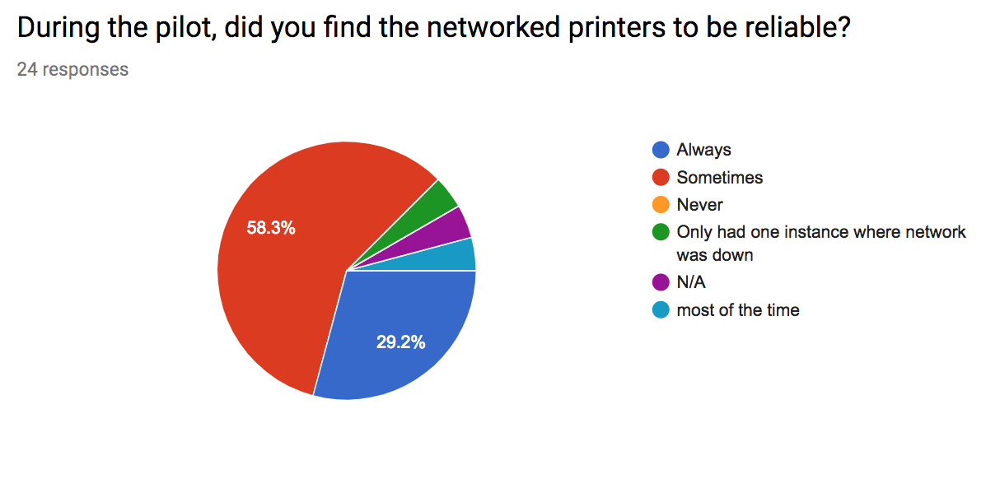 During the pilot, did you find the networked printers to be reliable?
24 responses
58.3%
29.2%
Always
Sometimes
Never
Only had one instance where network
was down
N/A
most of the time